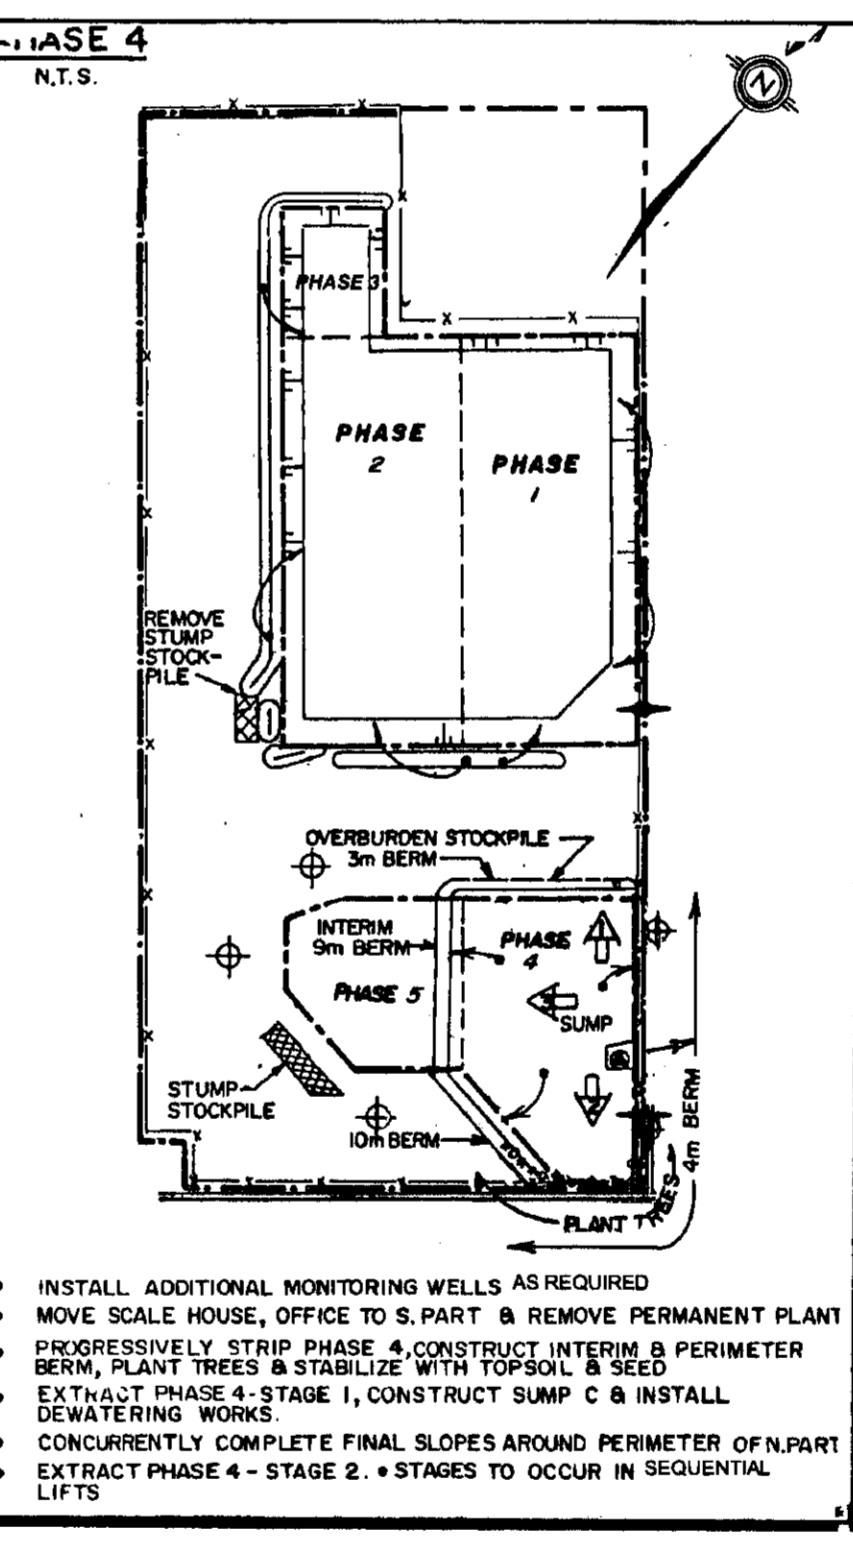 PHASE 4
N.T.S.
N
PHASE 3
PHASE
2
PHASE
1
REMOVE
STUMP
STOCK-
PILE
OVERBURDEN STOCKPILE
3m BERM
INTERIM
9m BERM
PHASE
4
1
PHASE 5
3
SUMP
2
STUMP
STOCKPILE
10m BERM
4m BERM
PLANT TREES
INSTALL ADDITIONAL MONITORING WELLS AS REQUIRED
MOVE SCALE HOUSE, OFFICE TO S. PART & REMOVE PERMANENT PLANT
PROGRESSIVELY STRIP PHASE 4, CONSTRUCT INTERIM & PERIMETER
BERM, PLANT TREES & STABILIZE WITH TOPSOIL & SEED
EXTRACT PHASE 4-STAGE 1, CONSTRUCT SUMP C & INSTALL
DEWATERING WORKS.
CONCURRENTLY COMPLETE FINAL SLOPES AROUND PERIMETER OF N.PART
EXTRACT PHASE 4 - STAGE 2. • STAGES TO OCCUR IN SEQUENTIAL
LIFTS